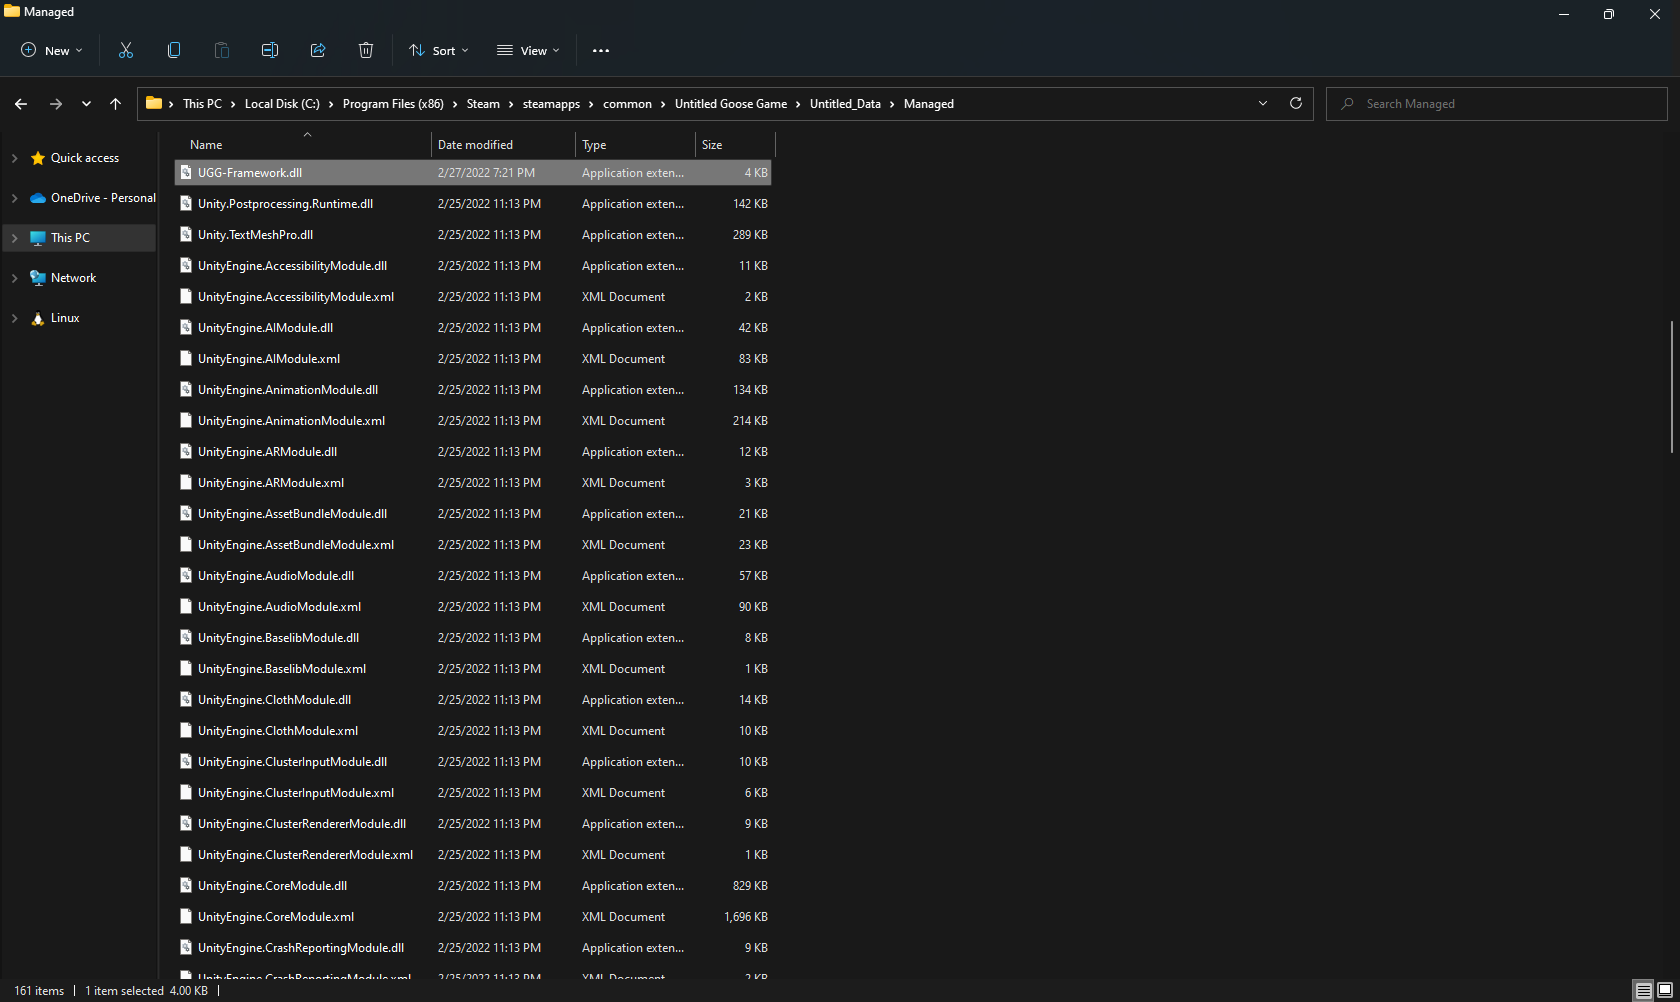 Managed
New
Sort
View
This PC > Local Disk (C:) > Program Files (x86) > Steam > steamapps > common > Untitled Goose Game > Untitled_Data > Managed
Search Managed
Quick access
OneDrive - Personal
This PC
Network
Linux
Name Date modified Type Size
UGG-Framework.dll 2/27/2022 7:21 PM Application exten... 4 KB
Unity.Postprocessing.Runtime.dll 2/25/2022 11:13 PM Application exten... 142 KB
Unity.TextMeshPro.dll 2/25/2022 11:13 PM Application exten... 289 KB
UnityEngine.AccessibilityModule.dll 2/25/2022 11:13 PM Application exten... 11 KB
UnityEngine.AccessibilityModule.xml 2/25/2022 11:13 PM XML Document 2 KB
UnityEngine.AIModule.dll 2/25/2022 11:13 PM Application exten... 42 KB
UnityEngine.AIModule.xml 2/25/2022 11:13 PM XML Document 83 KB
UnityEngine.AnimationModule.dll 2/25/2022 11:13 PM Application exten... 134 KB
UnityEngine.AnimationModule.xml 2/25/2022 11:13 PM XML Document 214 KB
UnityEngine.ARModule.dll 2/25/2022 11:13 PM Application exten... 12 KB
UnityEngine.ARModule.xml 2/25/2022 11:13 PM XML Document 3 KB
UnityEngine.AssetBundleModule.dll 2/25/2022 11:13 PM Application exten... 21 KB
UnityEngine.AssetBundleModule.xml 2/25/2022 11:13 PM XML Document 23 KB
UnityEngine.AudioModule.dll 2/25/2022 11:13 PM Application exten... 57 KB
UnityEngine.AudioModule.xml 2/25/2022 11:13 PM XML Document 90 KB
UnityEngine.BaselibModule.dll 2/25/2022 11:13 PM Application exten... 8 KB
UnityEngine.BaselibModule.xml 2/25/2022 11:13 PM XML Document 1 KB
UnityEngine.ClothModule.dll 2/25/2022 11:13 PM Application exten... 14 KB
UnityEngine.ClothModule.xml 2/25/2022 11:13 PM XML Document 10 KB
UnityEngine.ClusterInputModule.dll 2/25/2022 11:13 PM Application exten... 10 KB
UnityEngine.ClusterInputModule.xml 2/25/2022 11:13 PM XML Document 6 KB
UnityEngine.ClusterRendererModule.dll 2/25/2022 11:13 PM Application exten... 9 KB
UnityEngine.ClusterRendererModule.xml 2/25/2022 11:13 PM XML Document 1 KB
UnityEngine.CoreModule.dll 2/25/2022 11:13 PM Application exten... 829 KB
UnityEngine.CoreModule.xml 2/25/2022 11:13 PM XML Document 1,696 KB
UnityEngine.CrashReportingModule.dll 2/25/2022 11:13 PM Application exten... 9 KB
UnityEngine.CrashReportingModule.xml 2/25/2022 11:13 PM XML Document 2 KB
161 items | 1 item selected 4.00 KB |